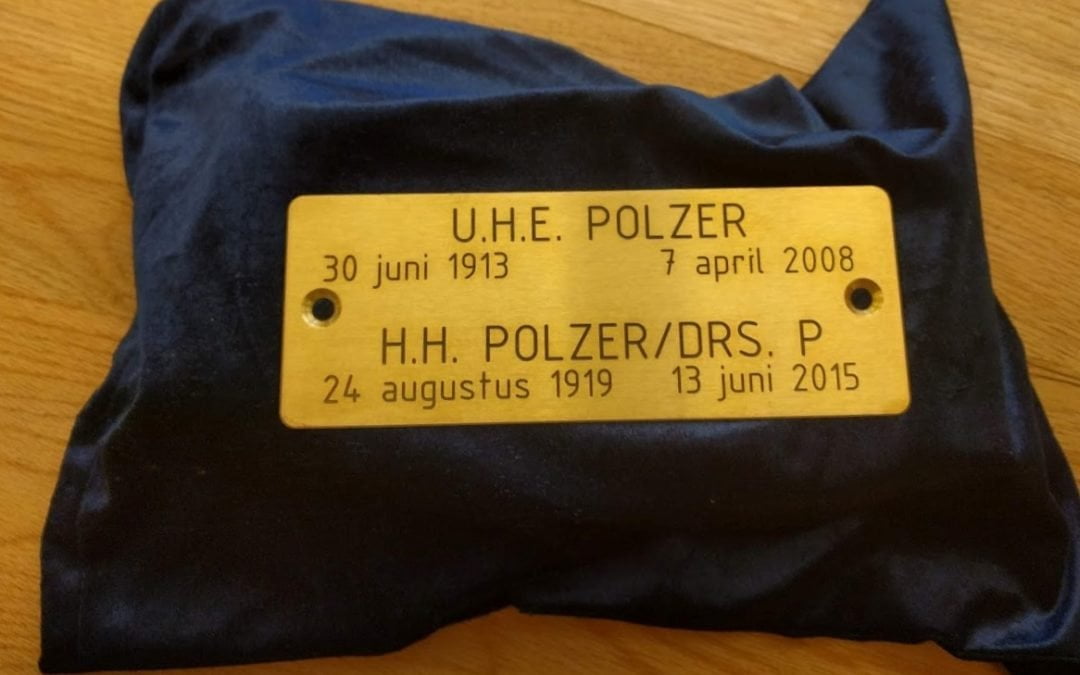 U.H.E. POLZER
30 juni 1913 7 april 2008
H.H. POLZER/DRS. P
24 augustus 1919 13 juni 2015